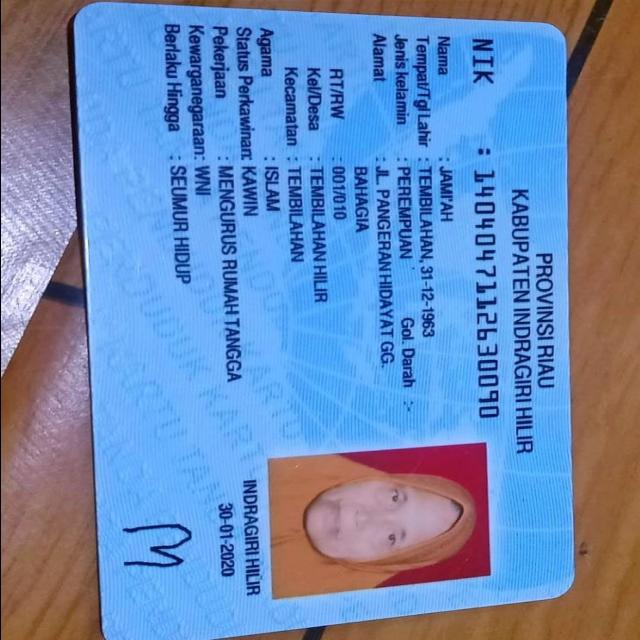 PROVINSI RIAU
KABUPATEN INDRAGIRI HILIR
NIK : 1404047112630090
Nama : JAMI'AH
Tempat/Tgl Lahir : TEMBILAHAN, 31-12-1963
Jenis kelamin : PEREMPUAN Gol. Darah :-
Alamat : JL. PANGERAN HIDAYAT GG.
BAHAGIA
RT/RW : 001/010
Kel/Desa : TEMBILAHAN HILIR
Kecamatan : TEMBILAHAN
Agama : ISLAM
Status Perkawinan: KAWIN
Pekerjaan : MENGURUS RUMAH TANGGA
Kewarganegaraan: WNI
Berlaku Hingga : SEUMUR HIDUP
INDRAGIRI HILIR
30-01-2020